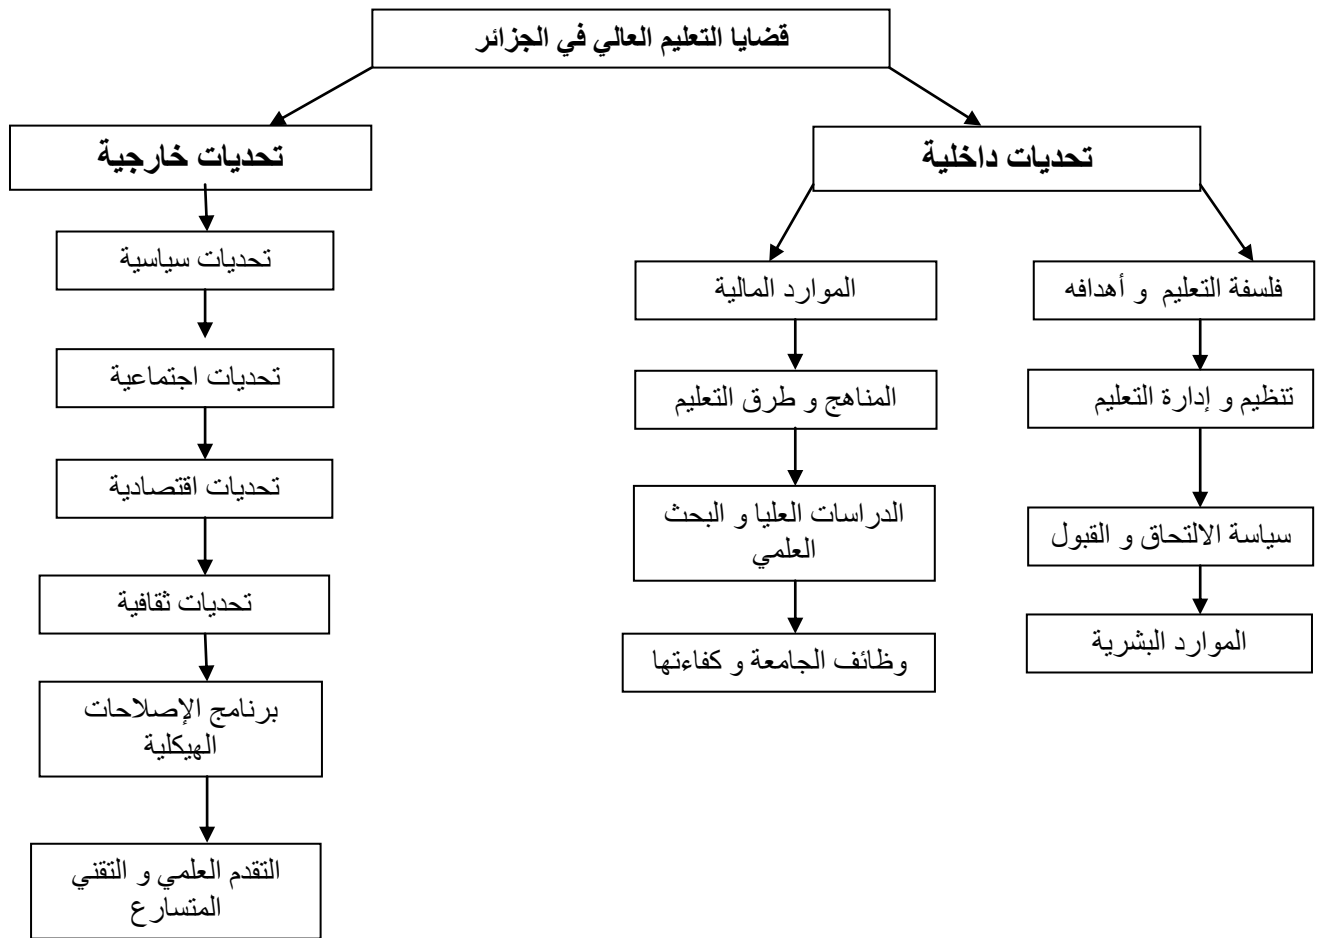 قضايا التعليم العالي في الجزائر
تحديات داخلية
فلسفة التعليم و أهدافه
تنظيم و إدارة التعليم
سياسة الالتحاق و القبول
الموارد البشرية
الموارد المالية
المناهج و طرق التعليم
الدراسات العليا و البحث
العلمي
وظائف الجامعة و كفاءتها
تحديات خارجية
تحديات سياسية
تحديات اجتماعية
تحديات اقتصادية
تحديات ثقافية
برنامج الإصلاحات
الهيكلية
التقدم العلمي و التقني
المتسارع